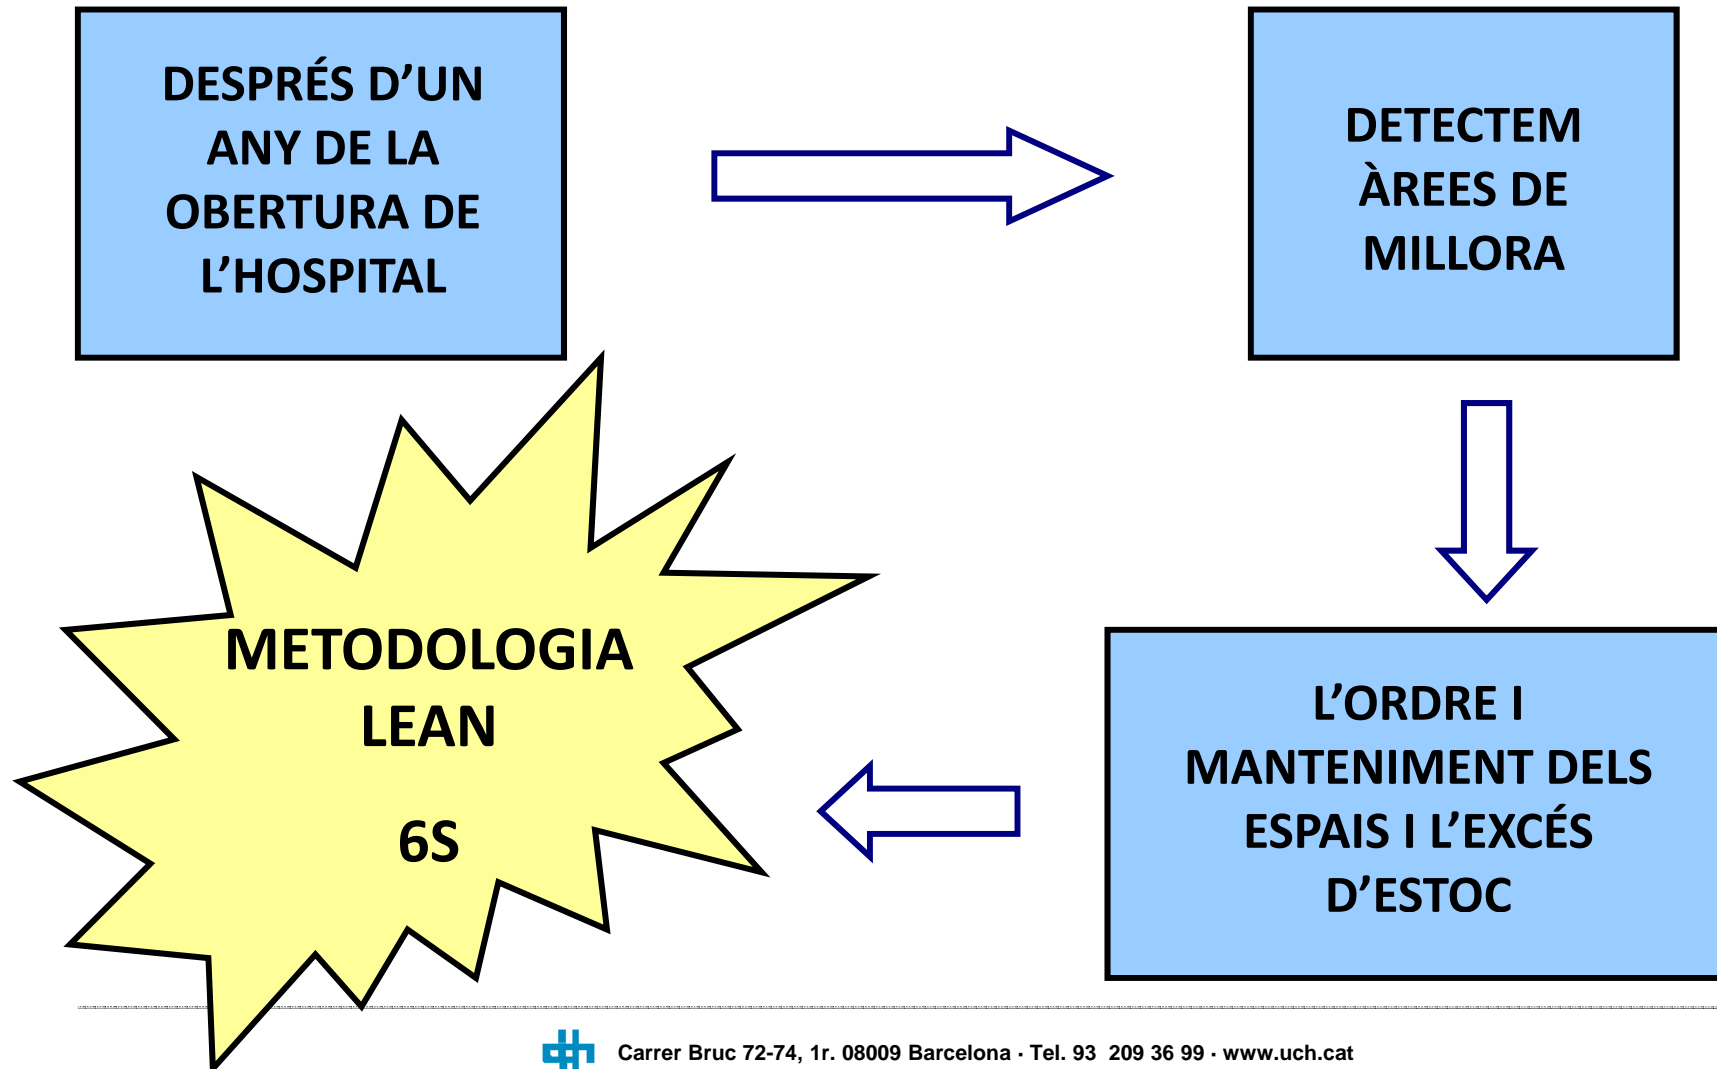 DESPRÉS D’UN
ANY DE LA
OBERTURA DE
L’HOSPITAL
DETECTEM
ÀREES DE
MILLORA
L’ORDRE I
MANTENIMENT DELS
ESPAIS I L’EXCÉS
D’ESTOC
METODOLOGIA
LEAN
6S
Carrer Bruc 72-74, 1r. 08009 Barcelona · Tel. 93 209 36 99 · www.uch.cat